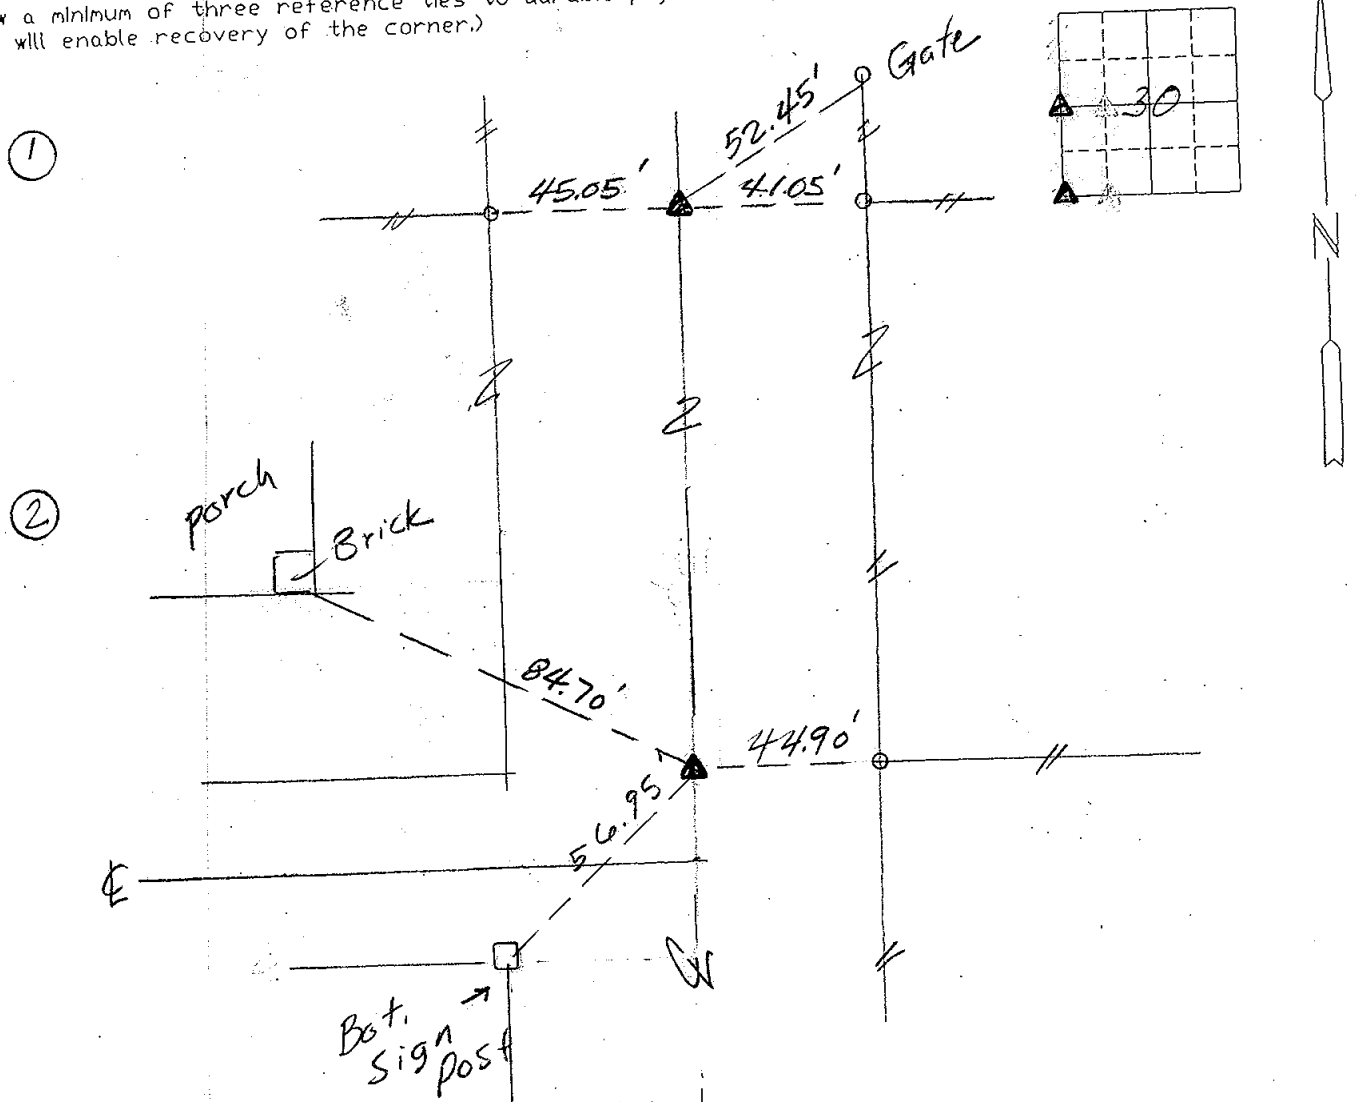 a minimum of three reference ties to
will enable recovery of the corner.)
Gate
52.45'
30
1
45.05'
41.05'
N
2
porch
Brick
84.70'
44.90'
56.95'
℄
Bot.
sign
post